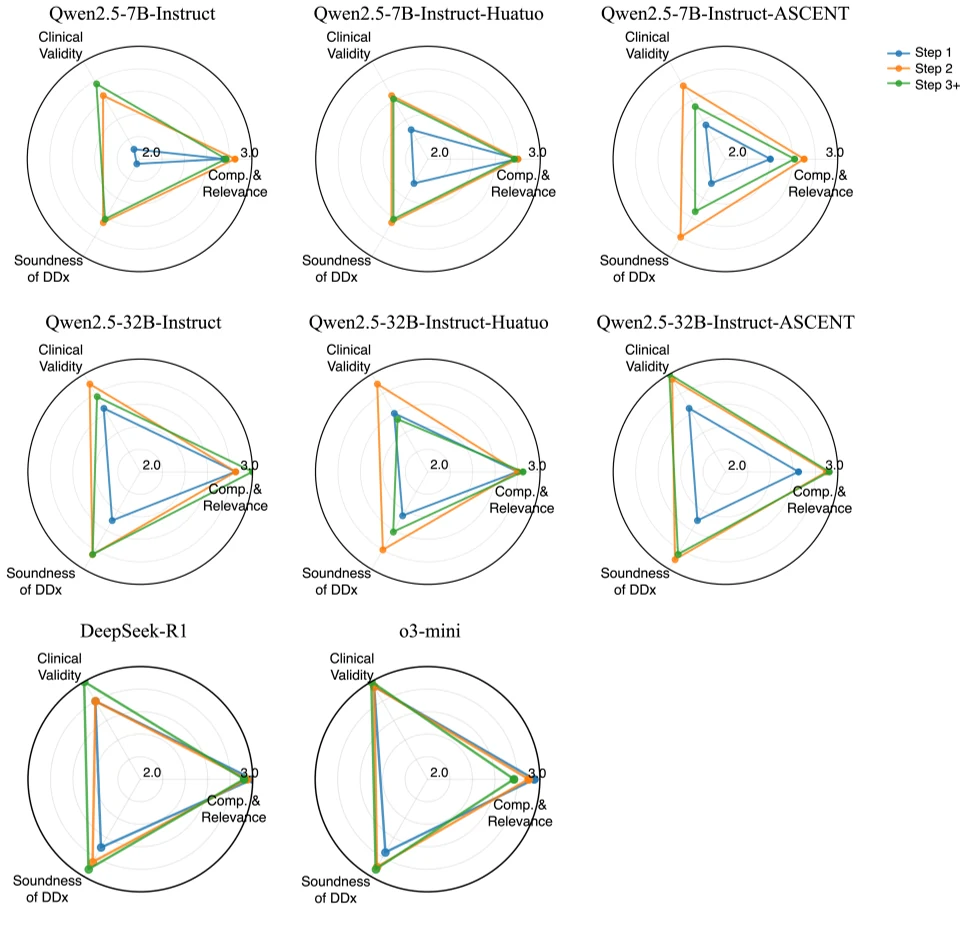 Qwen2.5-7B-Instruct
Clinical
Validity
2.0
3.0
Comp. &
Relevance
Soundness
of DDx
Qwen2.5-7B-Instruct-Huatuo
Clinical
Validity
2.0
3.0
Comp. &
Relevance
Soundness
of DDx
Qwen2.5-7B-Instruct-ASCENT
Clinical
Validity
2.0
3.0
Comp. &
Relevance
Soundness
of DDx
Step 1
Step 2
Step 3+
Qwen2.5-32B-Instruct
Clinical
Validity
2.0
3.0
Comp. &
Relevance
Soundness
of DDx
Qwen2.5-32B-Instruct-Huatuo
Clinical
Validity
2.0
3.0
Comp. &
Relevance
Soundness
of DDx
Qwen2.5-32B-Instruct-ASCENT
Clinical
Validity
2.0
3.0
Comp. &
Relevance
Soundness
of DDx
DeepSeek-R1
Clinical
Validity
2.0
3.0
Comp. &
Relevance
Soundness
of DDx
o3-mini
Clinical
Validity
2.0
3.0
Comp. &
Relevance
Soundness
of DDx